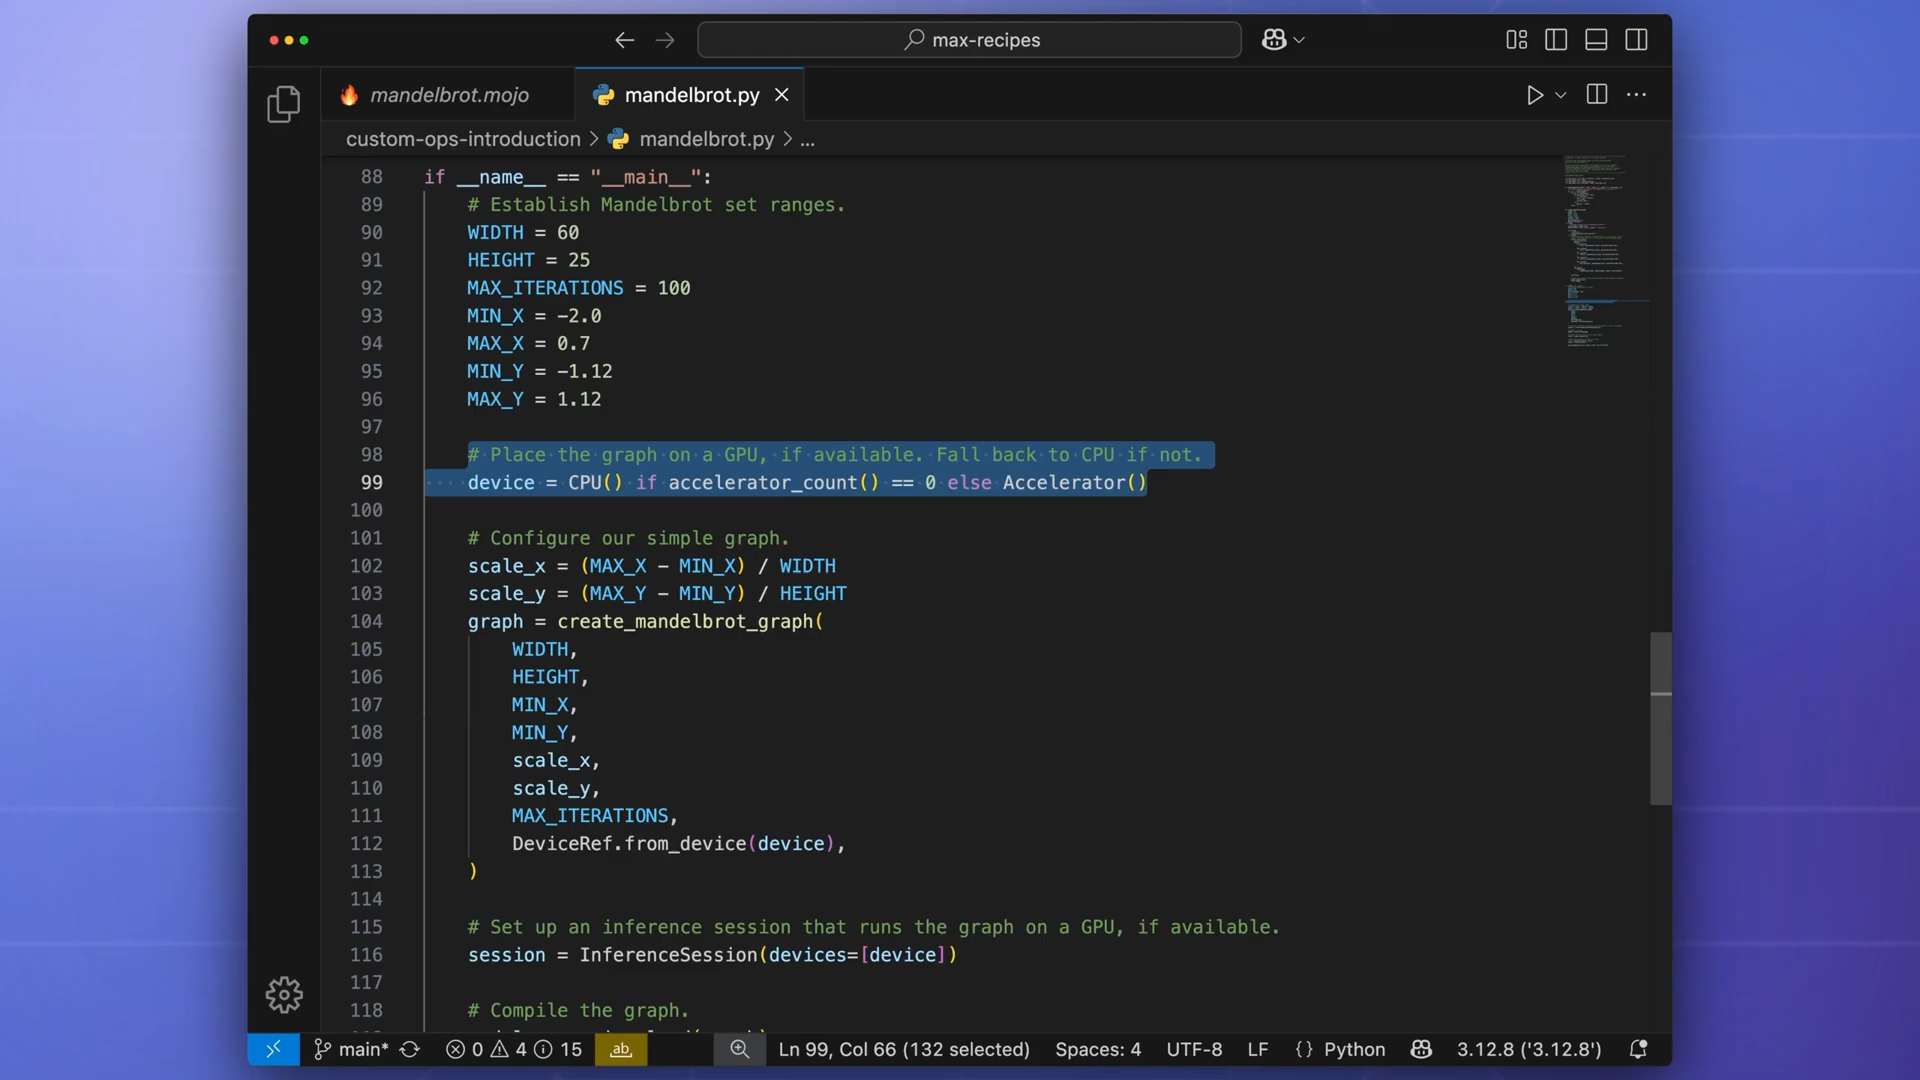 max-recipes
mandelbrot.mojo
mandelbrot.py
custom-ops-introduction > mandelbrot.py > ...
88 if __name__ == "__main__":
89 # Establish Mandelbrot set ranges.
90 WIDTH = 60
91 HEIGHT = 25
92 MAX_ITERATIONS = 100
93 MIN_X = -2.0
94 MAX_X = 0.7
95 MIN_Y = -1.12
96 MAX_Y = 1.12
97
98 # Place the graph on a GPU, if available. Fall back to CPU if not.
99 device = CPU() if accelerator_count() == 0 else Accelerator()
100
101 # Configure our simple graph.
102 scale_x = (MAX_X - MIN_X) / WIDTH
103 scale_y = (MAX_Y - MIN_Y) / HEIGHT
104 graph = create_mandelbrot_graph(
105 WIDTH,
106 HEIGHT,
107 MIN_X,
108 MIN_Y,
109 scale_x,
110 scale_y,
111 MAX_ITERATIONS,
112 DeviceRef.from_device(device),
113 )
114
115 # Set up an inference session that runs the graph on a GPU, if available.
116 session = InferenceSession(devices=[device])
117
118 # Compile the graph.
main* 0 4 15 ab Ln 99, Col 66 (132 selected) Spaces: 4 UTF-8 LF {} Python 3.12.8 ('3.12.8')